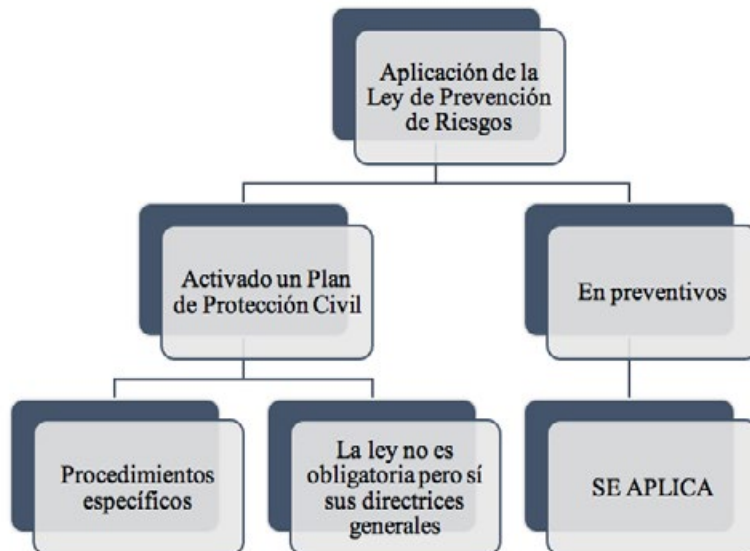 Aplicación de la
Ley de Prevención
de Riesgos
Activado un Plan
de Protección Civil
En preventivos
Procedimientos
específicos
La ley no es
obligatoria pero sí
sus directrices
generales
SE APLICA